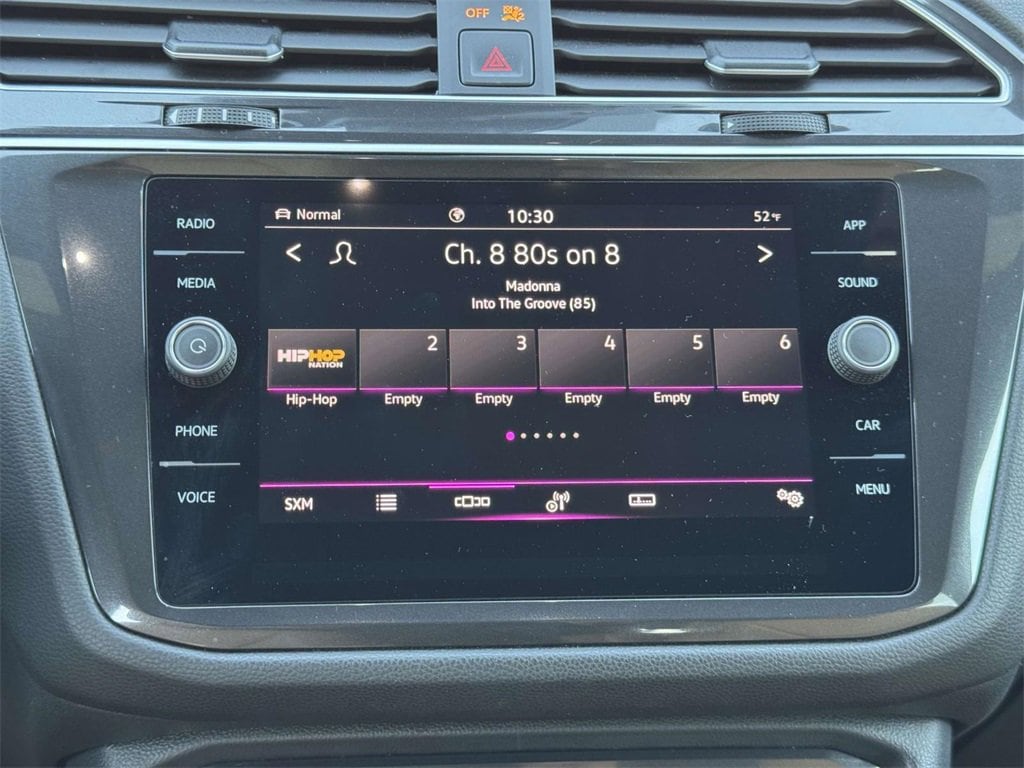 OFF
RADIO
MEDIA
PHONE
VOICE
Normal
10:30
52°F
< Ch. 8 80s on 8 >
Madonna
Into The Groove (85)
HIPHOP
NATION
2
3
4
5
6
Hip-Hop
Empty
Empty
Empty
Empty
Empty
SXM
APP
SOUND
CAR
MENU